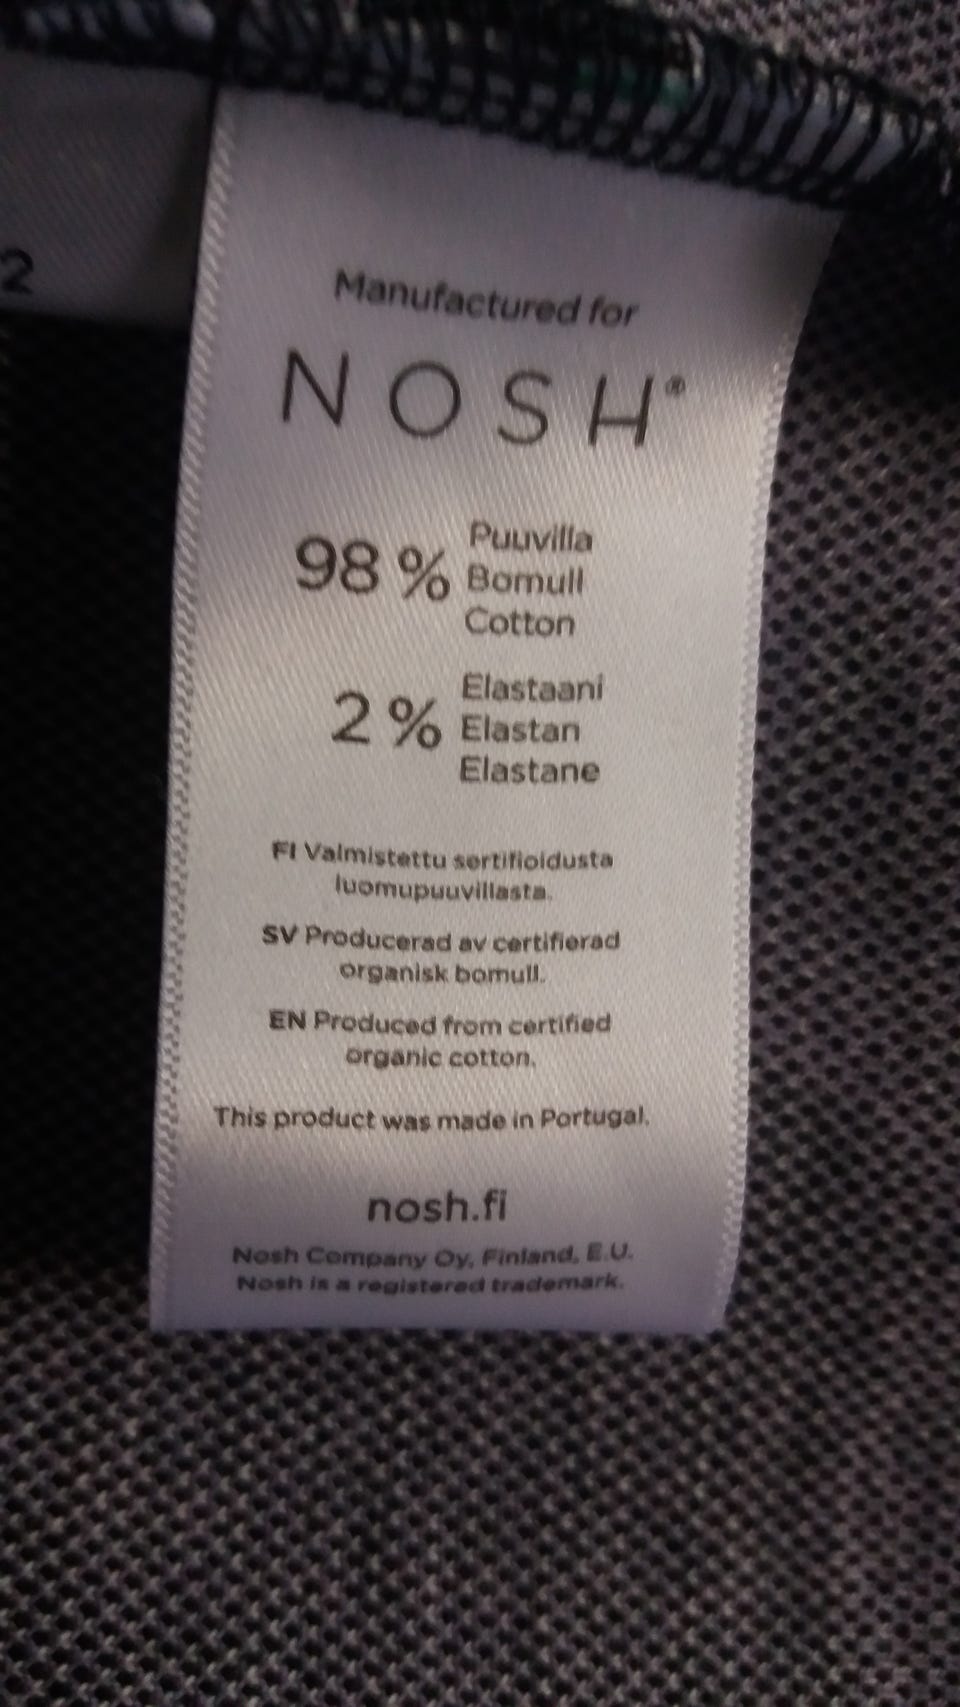 2
Manufactured for
NOSH®
98 % Puuvilla
Bomull
Cotton
2 % Elastaani
Elastan
Elastane
FI Valmistettu sertifioidusta
luomupuuvillasta.
SV Producerad av certifierad
organisk bomull.
EN Produced from certified
organic cotton.
This product was made in Portugal.
nosh.fi
Nosh Company Oy, Finland, E.U.
Nosh is a registered trademark.